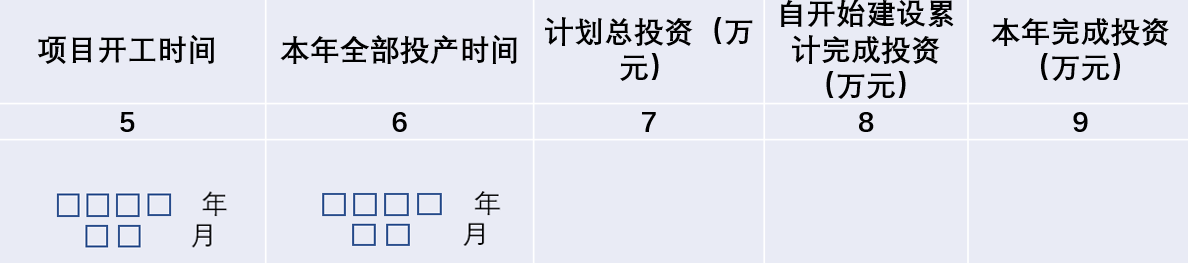 项目开工时间
本年全部投产时间
计划总投资（万
元）
自开始建设累
计完成投资
（万元）
本年完成投资
（万元）
5
6
7
8
9
□□□□ 年
□□ 月
□□□□ 年
□□ 月